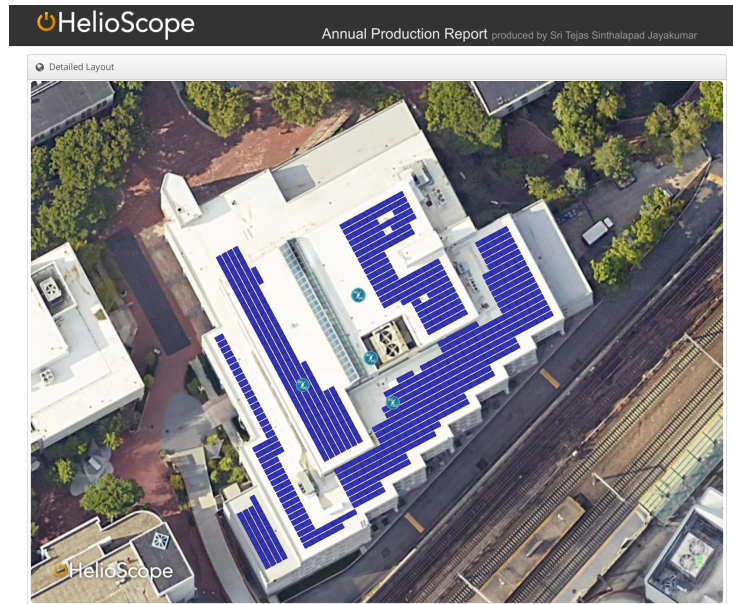 HelioScope
Annual Production Report produced by Sri Tejas Sinthalapad Jayakumar
Detailed Layout
HelioScope